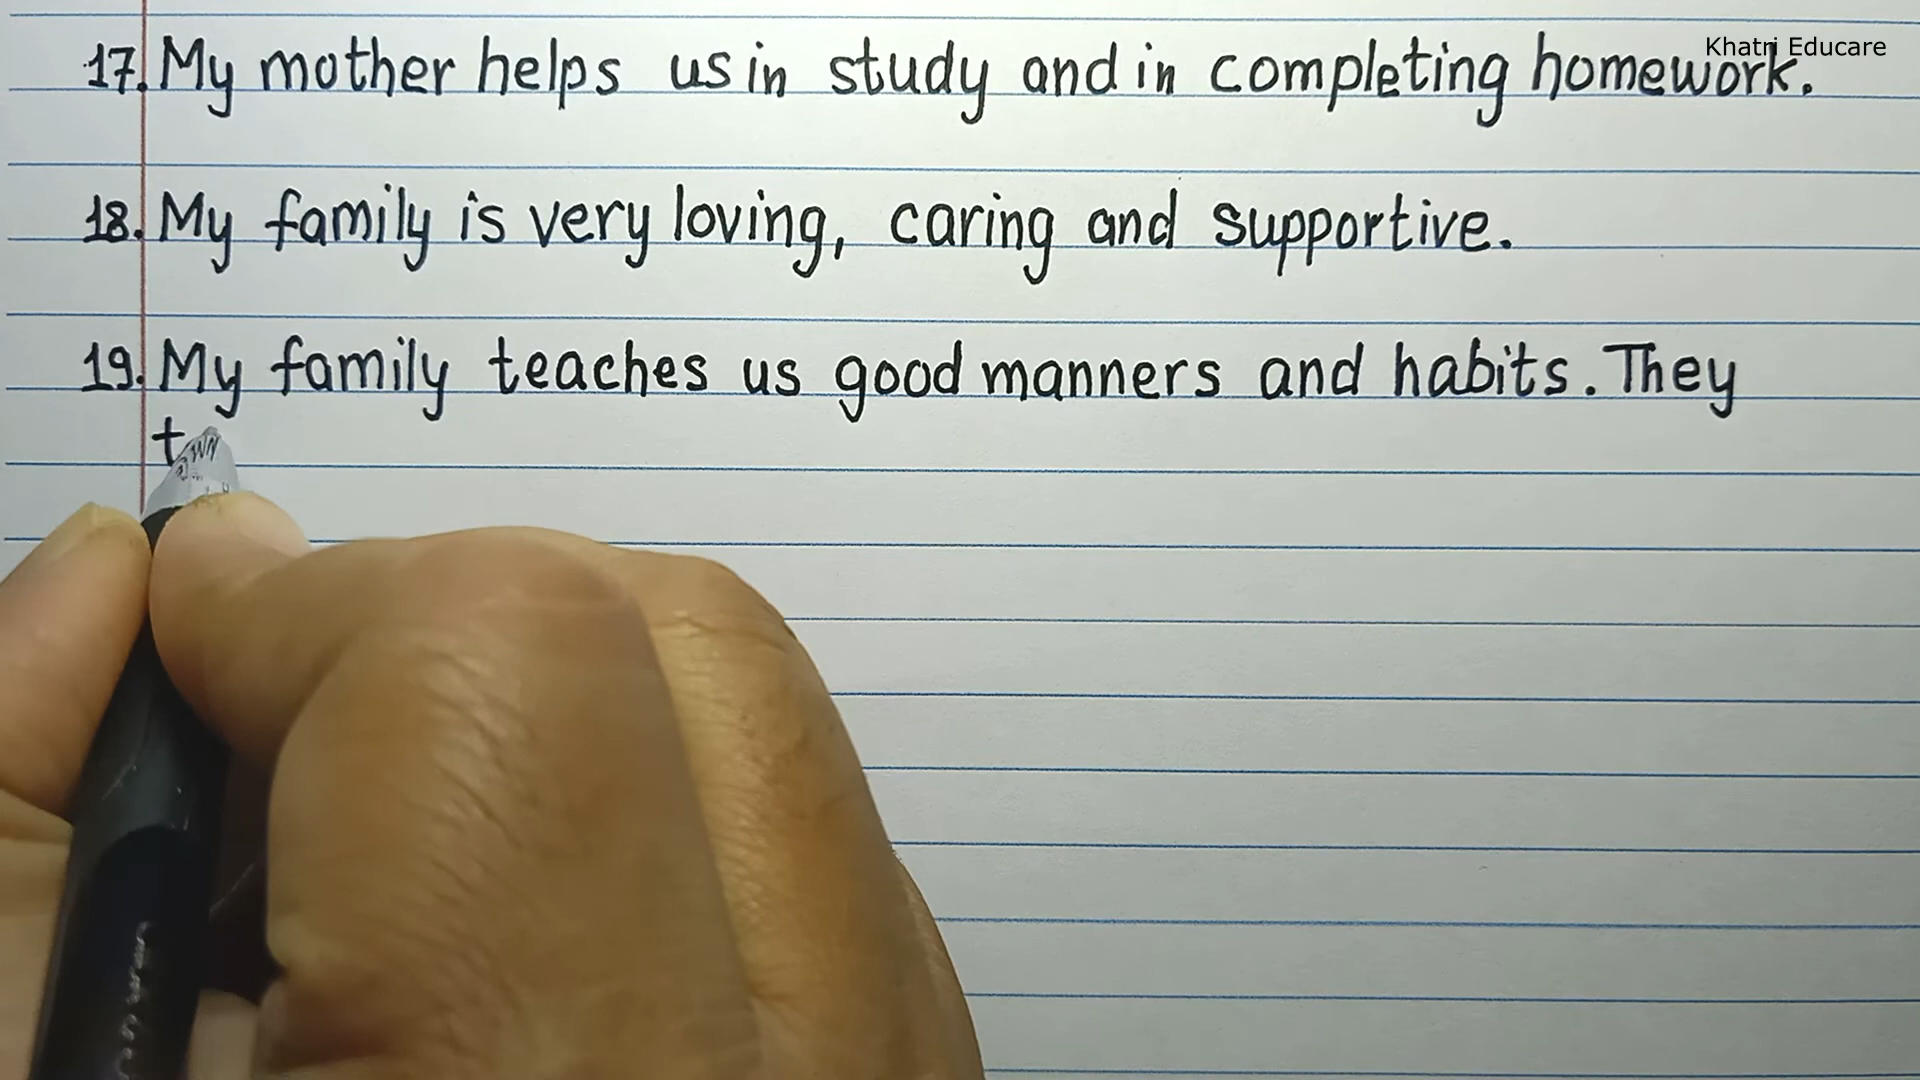 Khatri Educare
17. My mother helps us in study and in completing homework.
18. My family is very loving, caring and supportive.
19. My family teaches us good manners and habits. They
t